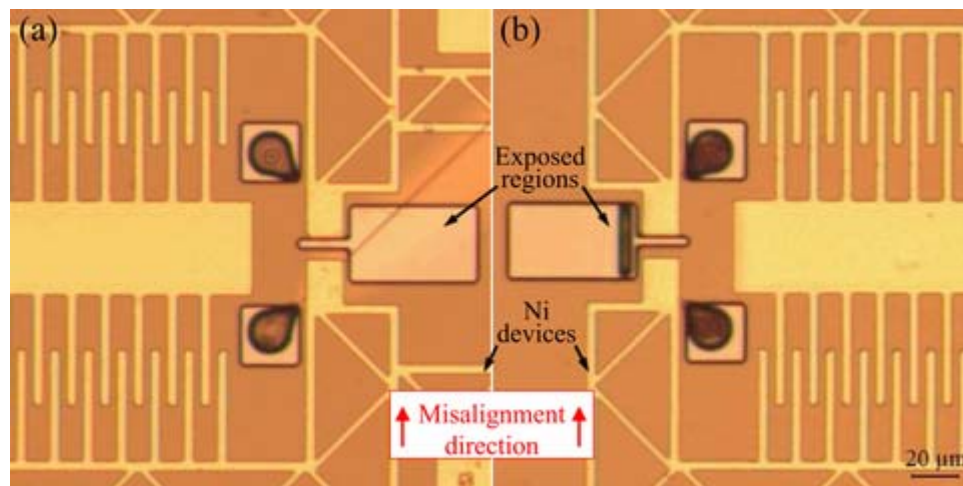 (a)
(b)
Exposed
regions
Ni
devices
Misalignment
direction
20 µm